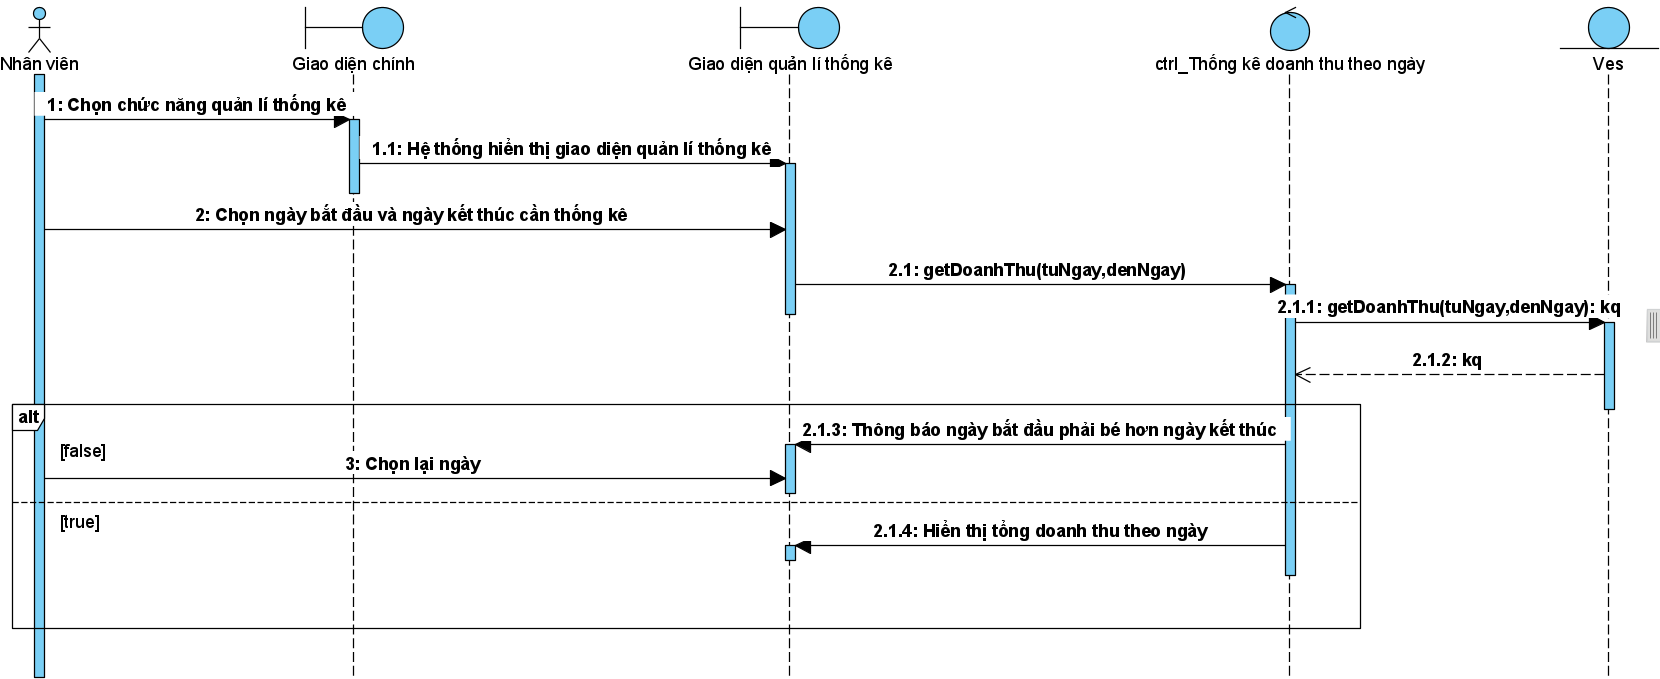 Nhân viên
Giao diện chính
Giao diện quản lí thống kê
ctrl_Thống kê doanh thu theo ngày
Ves
1: Chọn chức năng quản lí thống kê
1.1: Hệ thống hiển thị giao diện quản lí thống kê
2: Chọn ngày bắt đầu và ngày kết thúc cần thống kê
2.1: getDoanhThu(tuNgay,denNgay)
2.1.1: getDoanhThu(tuNgay,denNgay): kq
2.1.2: kq
alt
2.1.3: Thông báo ngày bắt đầu phải bé hơn ngày kết thúc
[false]
3: Chọn lại ngày
[true]
2.1.4: Hiển thị tổng doanh thu theo ngày